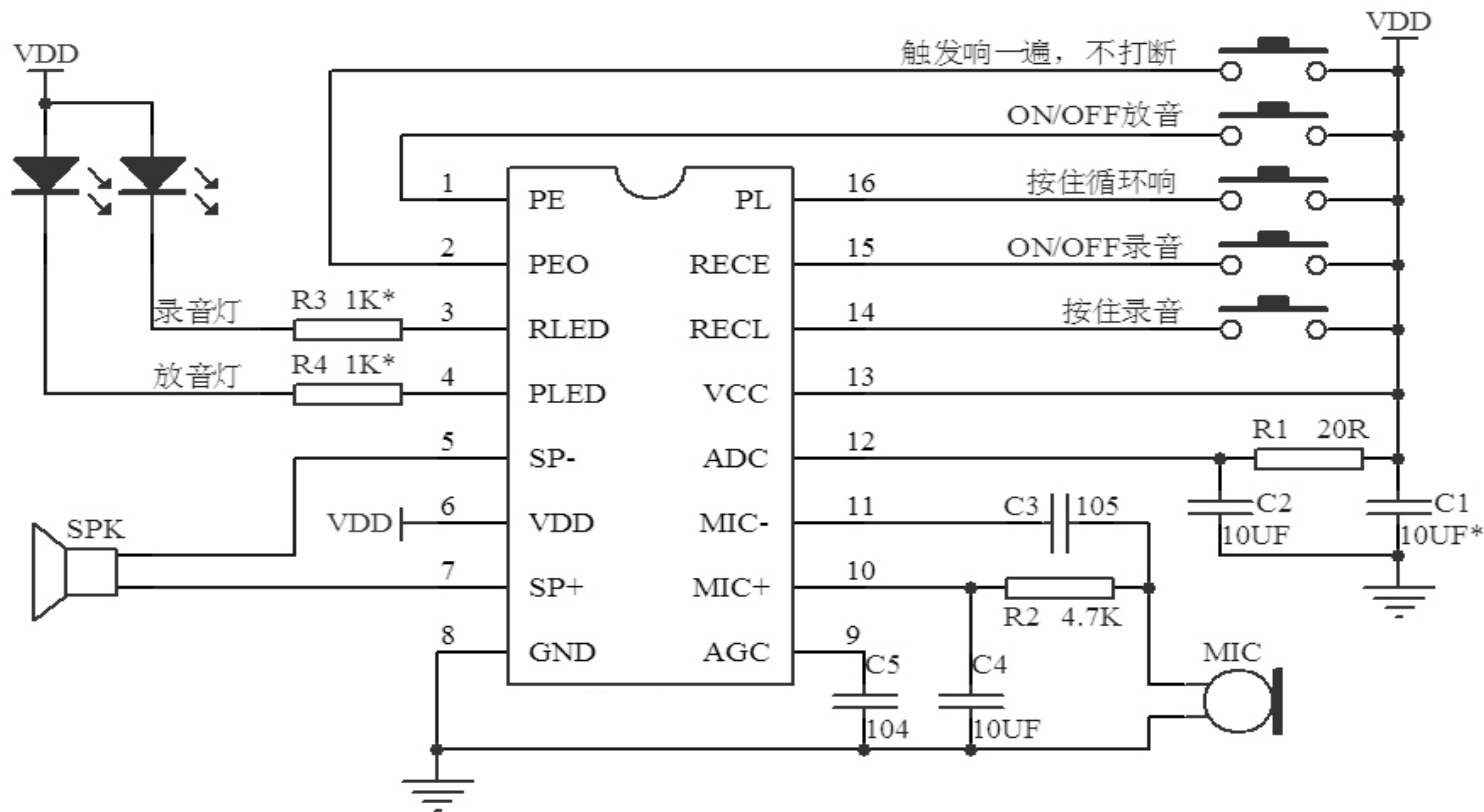 VDD
VDD
触发响一遍，不打断
ON/OFF放音
1
PE
PL
16
按住循环响
2
PEO
RECE
15
ON/OFF录音
录音灯
R3 1K*
3
RLED
RECL
14
按住录音
放音灯
R4 1K*
4
PLED
VCC
13
5
SP-
ADC
12
R1 20R
SPK
VDD
6
VDD
MIC-
11
C3
105
C2
10UF
C1
10UF*
7
SP+
MIC+
10
R2 4.7K
8
GND
AGC
9
C5
104
C4
10UF
MIC